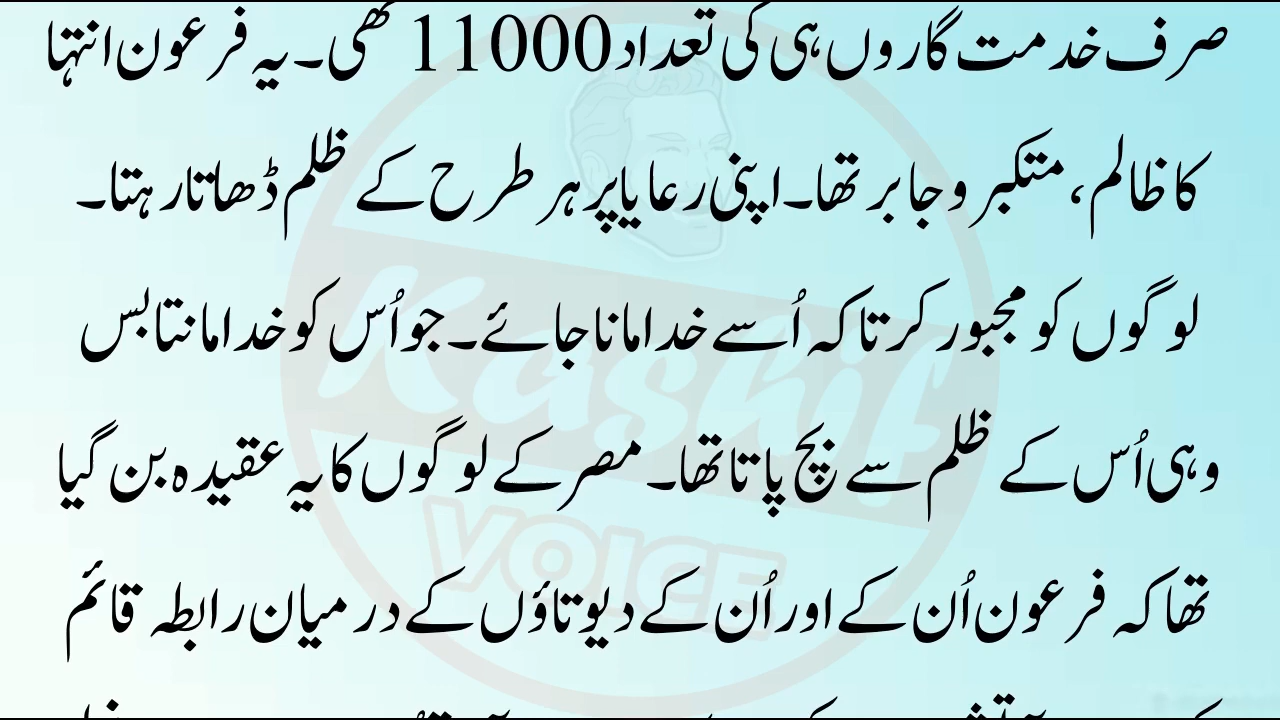 صرف خدمت گاروں ہی کی تعداد 11000 تھی۔ یہ فرعون انتہا
کا ظالم، متکبر و جابر تھا۔ اپنی رعایا پر ہر طرح کے ظلم ڈھاتا رہتا۔
لوگوں کو مجبور کرتا کہ اُسے خدا مانا جائے۔ جو اُس کو خدا مانتا بس
وہی اُس کے ظلم سے بچ پاتا تھا۔ مصر کے لوگوں کا یہ عقیدہ بن گیا
تھا کہ فرعون اُن کے اور اُن کے دیوتاؤں کے درمیان رابطہ قائم
Kashif
VOICE